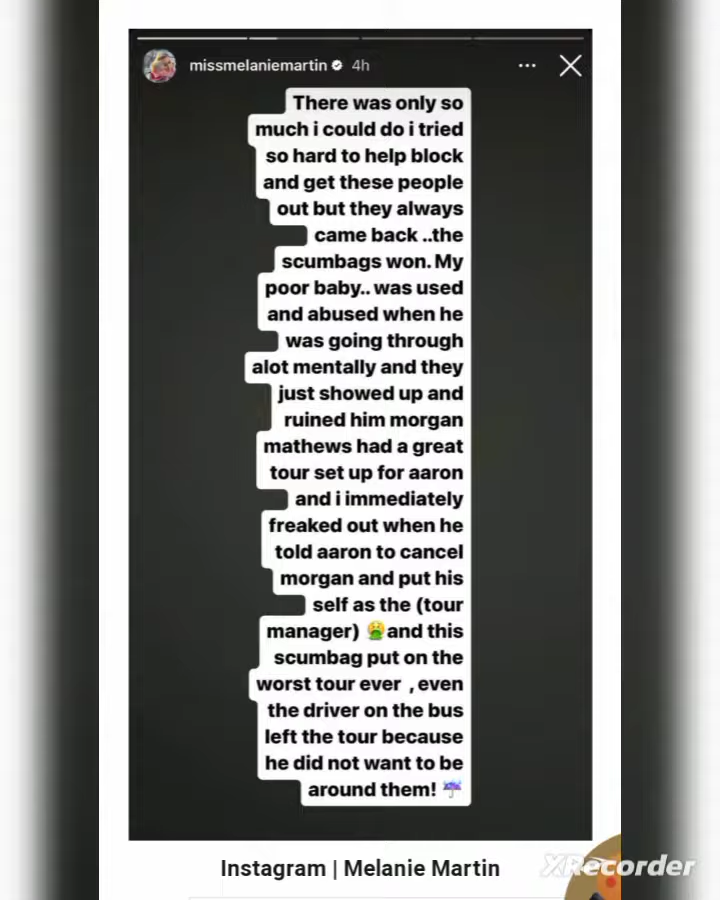 missmelaniemartin 4h
There was only so
much i could do i tried
so hard to help block
and get these people
out but they always
came back ..the
scumbags won. My
poor baby.. was used
and abused when he
was going through
alot mentally and they
just showed up and
ruined him morgan
mathews had a great
tour set up for aaron
and i immediately
freaked out when he
told aaron to cancel
morgan and put his
self as the (tour
manager) 🤮and this
scumbag put on the
worst tour ever , even
the driver on the bus
left the tour because
he did not want to be
around them! ☔
Instagram | Melanie Martin
XRecorder